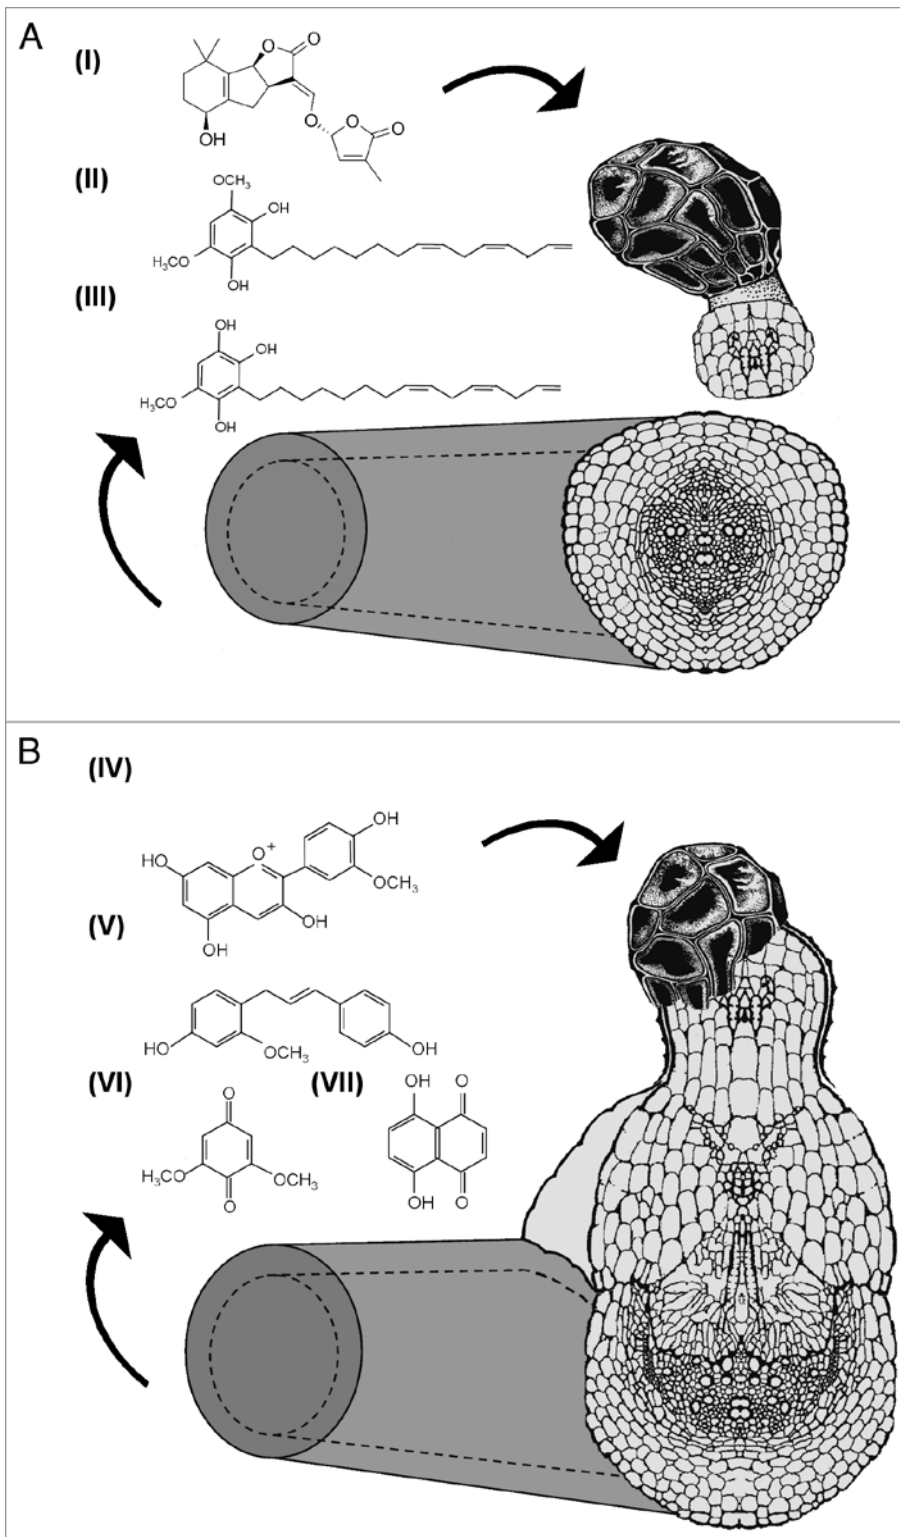 A
(I)
O
O
O
O
O
OH
(II)
OCH3
OH
H3CO
OH
(III)
OH
OH
H3CO
OH
B
(IV)
OH
HO
O+
OCH3
OH
(V)
OH
HO
OCH3
OH
(VI)
(VII)
O
OH
O
H3CO
OCH3
O
OH
O